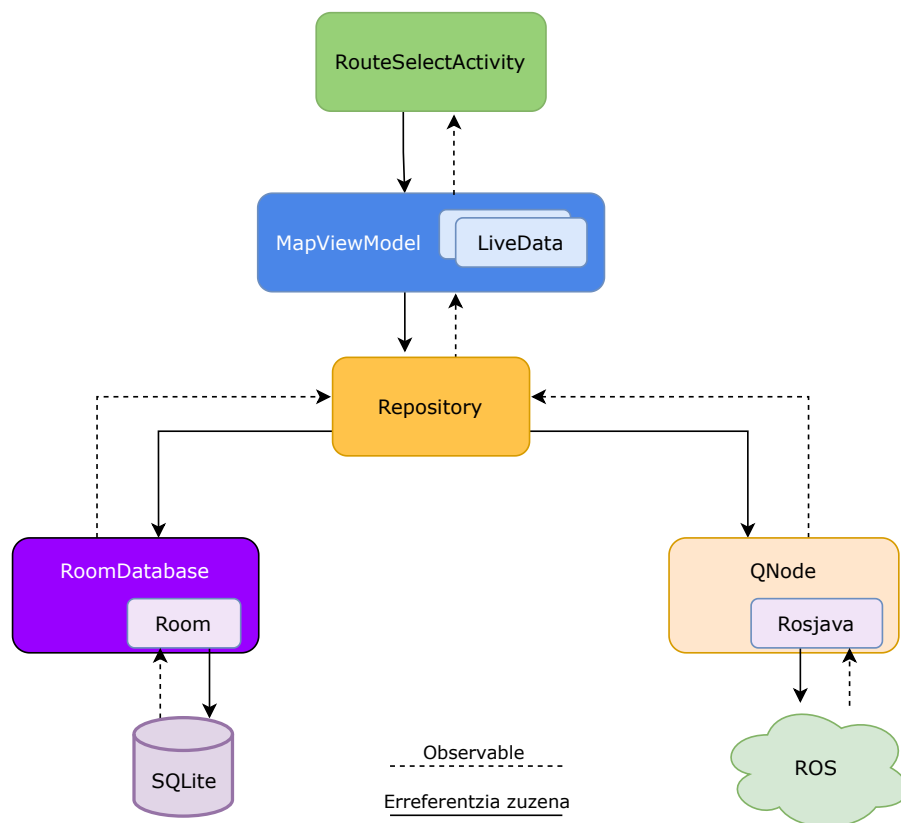 RouteSelectActivity
MapViewModel
LiveData
Repository
RoomDatabase
Room
QNode
Rosjava
SQLite
ROS
Observable
Erreferentzia zuzena